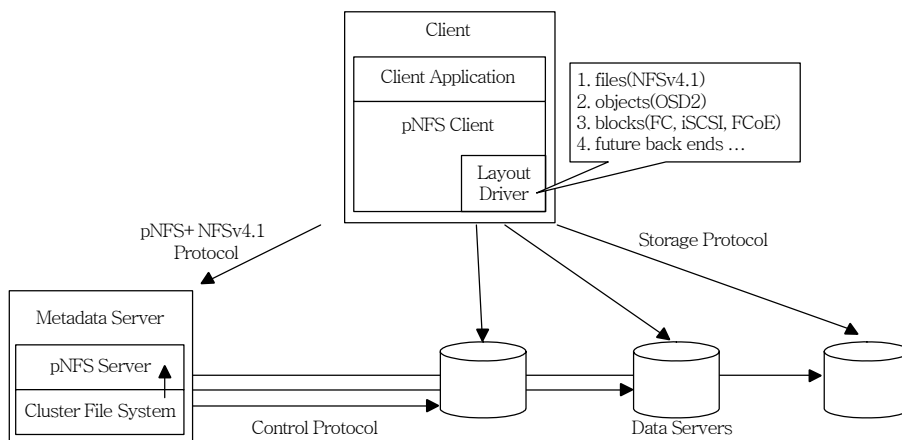 Client
Client Application
pNFS Client
Layout
Driver
1. files(NFSv4.1)
2. objects(OSD2)
3. blocks(FC, iSCSI, FCoE)
4. future back ends …
pNFS+ NFSv4.1
Protocol
Storage Protocol
Metadata Server
pNFS Server
Cluster File System
Control Protocol
Data Servers